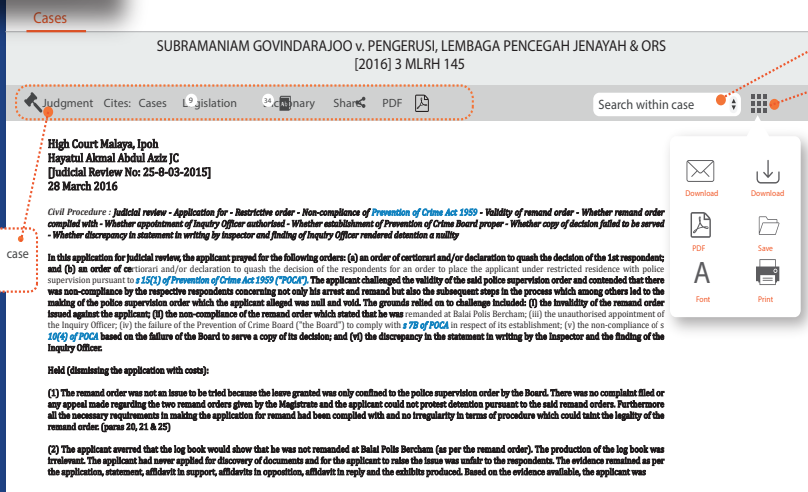 Cases
SUBRAMANIAM GOVINDARAJOO v. PENGERUSI, LEMBAGA PENCEGAH JENAYAH & ORS
[2016] 3 MLRH 145
Judgment Cites: Cases 9 Legislation 34 Dictionary Share PDF
Search within case
High Court Malaya, Ipoh
Hayatul Akmal Abdul Aziz JC
[Judicial Review No: 25-8-03-2015]
28 March 2016
Download Download
PDF Save
A
Font Print
case
Civil Procedure : Judicial review - Application for - Restrictive order - Non-compliance of Prevention of Crime Act 1959 - Validity of remand order - Whether remand order
complied with - Whether appointment of Inquiry Officer authorised - Whether establishment of Prevention of Crime Board proper - Whether copy of decision failed to be served
- Whether discrepancy in statement in writing by inspector and finding of Inquiry Officer rendered detention a nullity
In this application for judicial review, the applicant prayed for the following orders: (a) an order of certiorari and/or declaration to quash the decision of the 1st respondent;
and (b) an order of certiorari and/or declaration to quash the decision of the respondents for an order to place the applicant under restricted residence with police
supervision pursuant to s 15(1) of Prevention of Crime Act 1959 ("POCA"). The applicant challenged the validity of the said police supervision order and contended that there
was non-compliance by the respective respondents concerning not only his arrest and remand but also the subsequent steps in the process which among others led to the
making of the police supervision order which the applicant alleged was null and void. The grounds relied on to challenge included: (i) the invalidity of the remand order
issued against the applicant; (ii) the non-compliance of the remand order which stated that he was remanded at Balai Polis Bercham; (iii) the unauthorised appointment of
the Inquiry Officer; (iv) the failure of the Prevention of Crime Board ("the Board") to comply with s 7B of POCA in respect of its establishment; (v) the non-compliance of s
10(4) of POCA based on the failure of the Board to serve a copy of its decision; and (vi) the discrepancy in the statement in writing by the Inspector and the finding of the
Inquiry Officer.
Held (dismissing the application with costs):
(1) The remand order was not an issue to be tried because the leave granted was only confined to the police supervision order by the Board. There was no complaint filed or
any appeal made regarding the two remand orders given by the Magistrate and the applicant could not protest detention pursuant to the said remand orders. Furthermore
all the necessary requirements in making the application for remand had been complied with and no irregularity in terms of procedure which could taint the legality of the
remand order. (paras 20, 21 & 25)
(2) The applicant averred that the log book would show that he was not remanded at Balai Polis Bercham (as per the remand order). The production of the log book was
irrelevant. The applicant had never applied for discovery of documents and for the applicant to raise the issue was unfair to the respondents. The evidence remained as per
the application, statement, affidavit in support, affidavits in opposition, affidavit in reply and the exhibits produced. Based on the evidence available, the applicant was